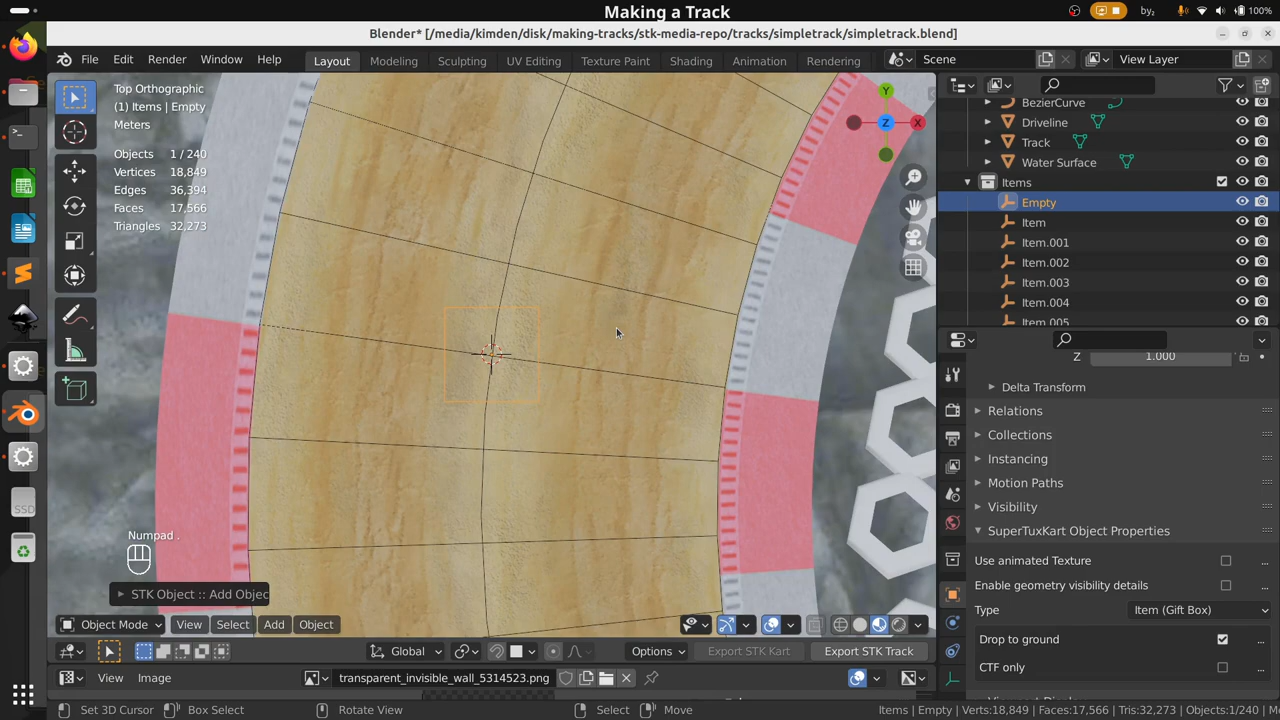 Making a Track
by₂
100%
Blender* [/media/kimden/disk/making-tracks/stk-media-repo/tracks/simpletrack/simpletrack.blend]
File Edit Render Window Help
Layout Modeling Sculpting UV Editing Texture Paint Shading Animation Rendering
Scene
View Layer
Top Orthographic
(1) Items | Empty
Meters
Objects 1 / 240
Vertices 18,849
Edges 36,394
Faces 17,566
Triangles 32,273
Y
Z
X
BezierCurve
Driveline
Track
Water Surface
Items
Empty
Item
Item.001
Item.002
Item.003
Item.004
Item.005
Z 1.000
Delta Transform
Relations
Collections
Instancing
Motion Paths
Visibility
SuperTuxKart Object Properties
Use animated Texture
Enable geometry visibility details
Type Item (Gift Box)
Drop to ground
CTF only
Numpad .
STK Object :: Add Objec
SSD
Object Mode View Select Add Object
Global
Options
Export STK Kart
Export STK Track
View Image
transparent_invisible_wall_5314523.png
Set 3D Cursor Box Select Rotate View Select Move
Items | Empty | Verts:18,849 | Faces:17,566 | Tris:32,273 | Objects:1/240 | M